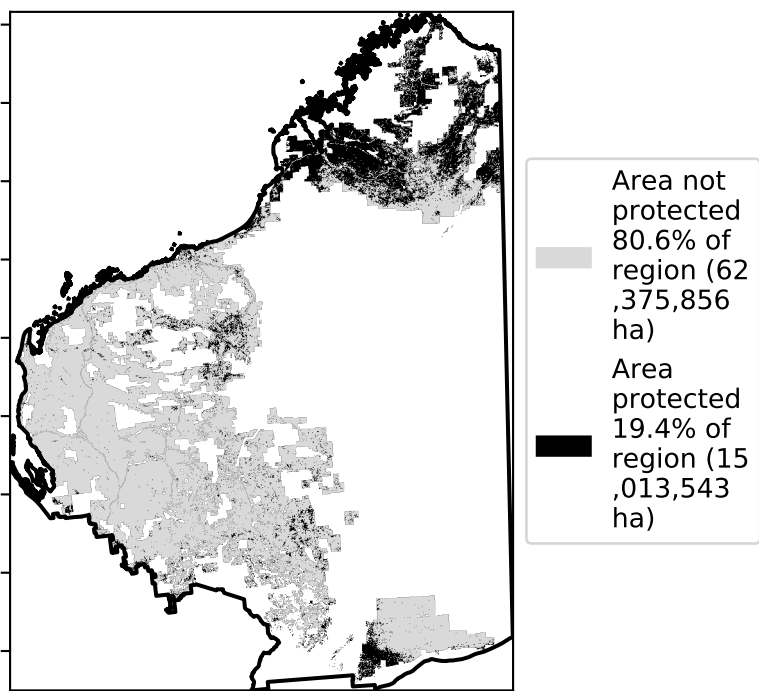 Area not
protected
80.6% of
region (62
,375,856
ha)
Area
protected
19.4% of
region (15
,013,543
ha)